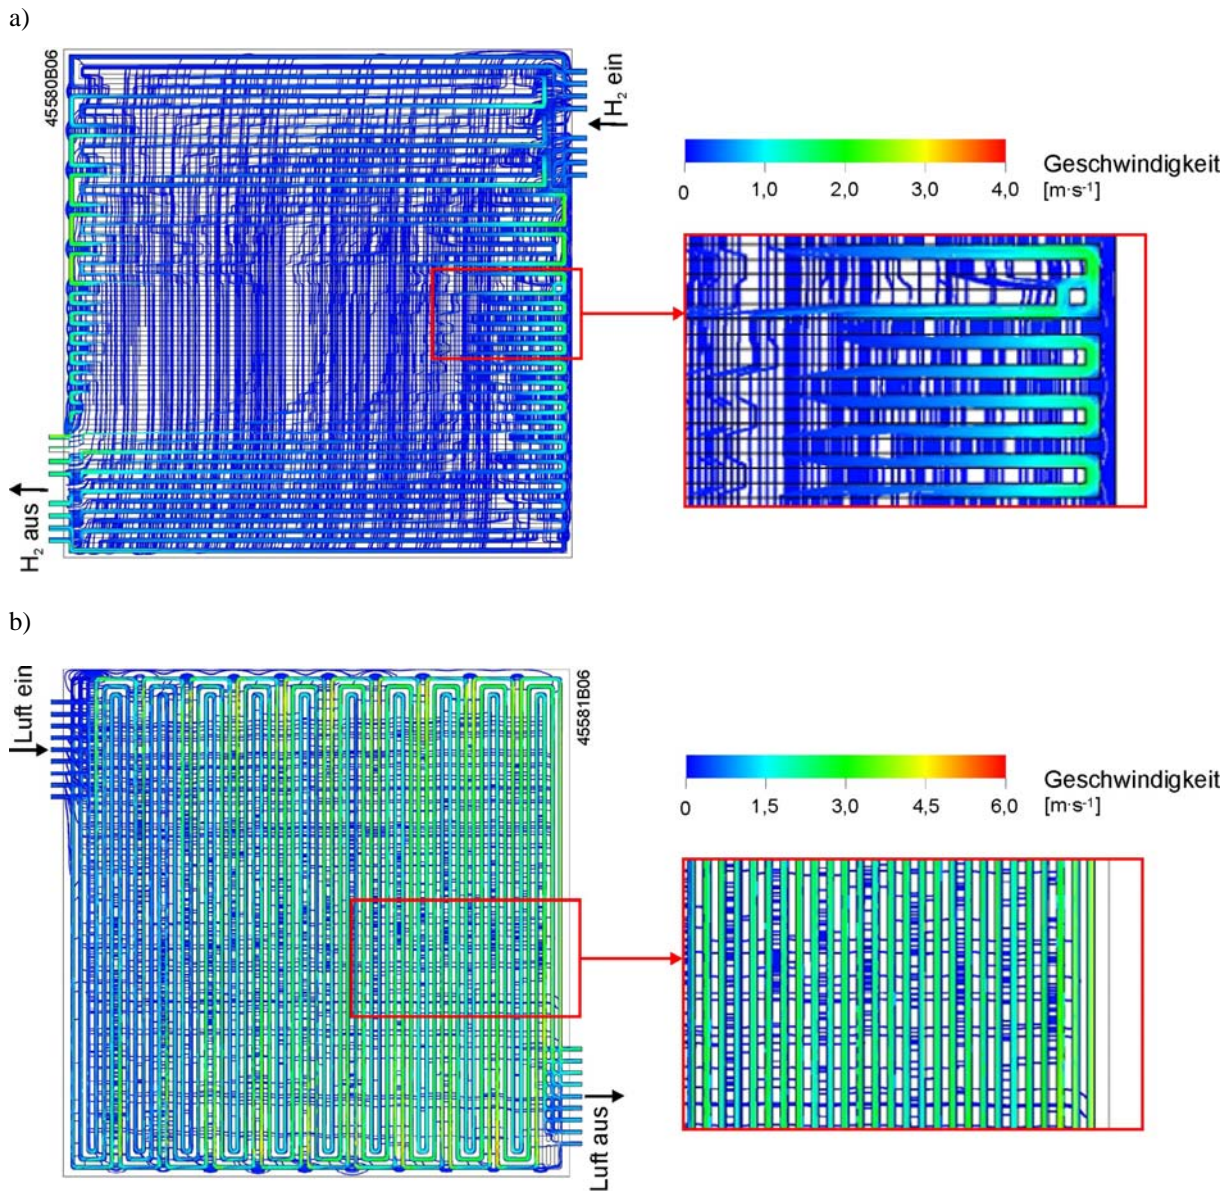 a)
45580B06
H₂ ein
H₂ aus
Geschwindigkeit
[m·s⁻¹]
0 1,0 2,0 3,0 4,0
b)
Luft ein
45581B06
Luft aus
Geschwindigkeit
[m·s⁻¹]
0 1,5 3,0 4,5 6,0